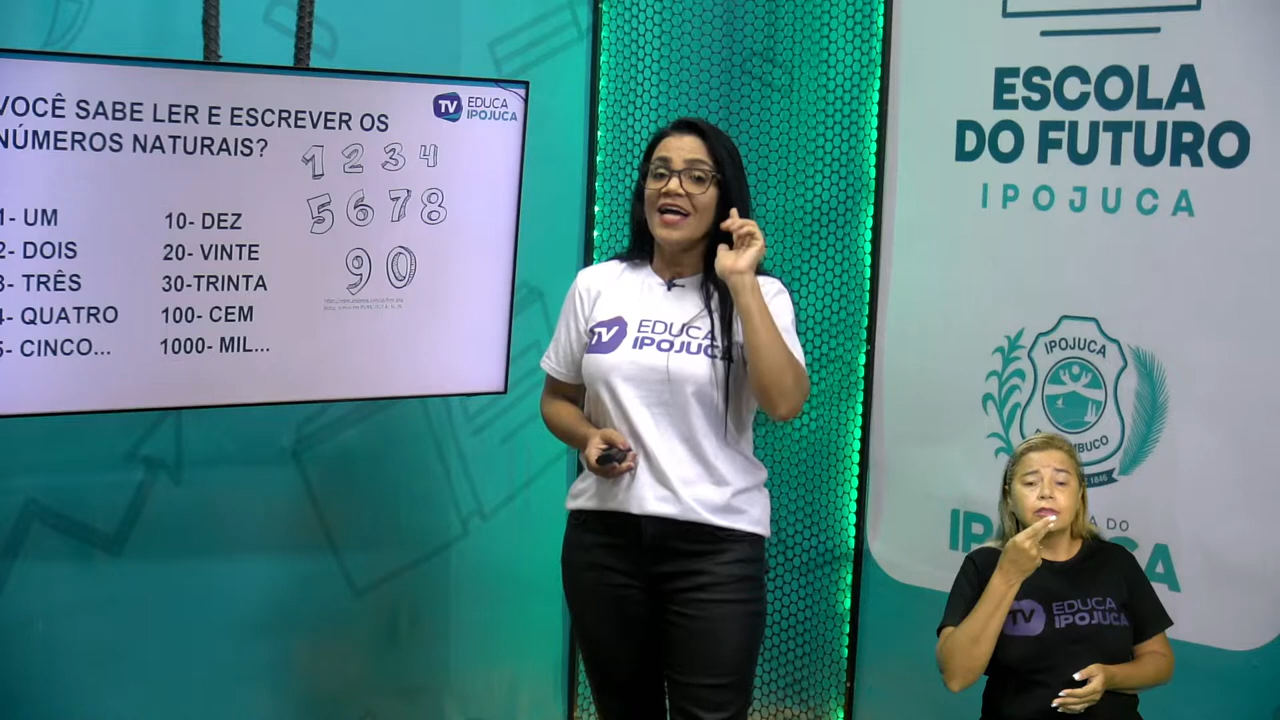 VOCÊ SABE LER E ESCREVER OS
NÚMEROS NATURAIS?
TV EDUCA
IPOJUCA
1 2 3 4
5 6 7 8
9 0
1- UM
2- DOIS
3- TRÊS
4- QUATRO
5- CINCO...
10- DEZ
20- VINTE
30-TRINTA
100- CEM
1000- MIL...
TV EDUCA
IPOJUCA
ESCOLA
DO FUTURO
IPOJUCA
IPOJUCA
1846
TV EDUCA
IPOJUCA